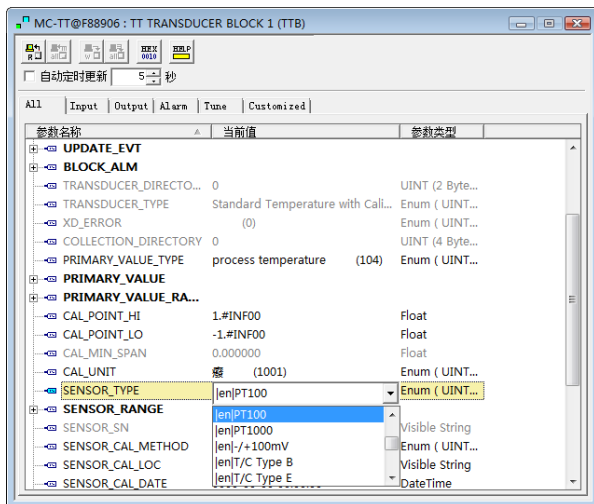 MC-TT@F88906 : TT TRANSDUCER BLOCK 1 (TTB)
HEX 0010 HELP
自动定时更新 5 秒
All Input Output Alarm Tune Customized
参数名称 当前值 参数类型
UPDATE_EVT
BLOCK_ALM
TRANSDUCER_DIRECTO... 0 UINT (2 Byte...
TRANSDUCER_TYPE Standard Temperature with Cali... Enum ( UINT...
XD_ERROR (0) Enum ( UINT...
COLLECTION_DIRECTORY 0 UINT (4 Byte...
PRIMARY_VALUE_TYPE process temperature (104) Enum ( UINT...
PRIMARY_VALUE
PRIMARY_VALUE_RA...
CAL_POINT_HI 1.#INF00 Float
CAL_POINT_LO -1.#INF00 Float
CAL_MIN_SPAN 0.000000 Float
CAL_UNIT (1001) Enum ( UINT...
SENSOR_TYPE |en|PT100 Enum ( UINT...
SENSOR_RANGE |en|PT100
SENSOR_SN |en|PT1000 Visible String
SENSOR_CAL_METHOD |en|-/+100mV Enum ( UINT...
SENSOR_CAL_LOC |en|T/C Type B Visible String
SENSOR_CAL_DATE |en|T/C Type E DateTime